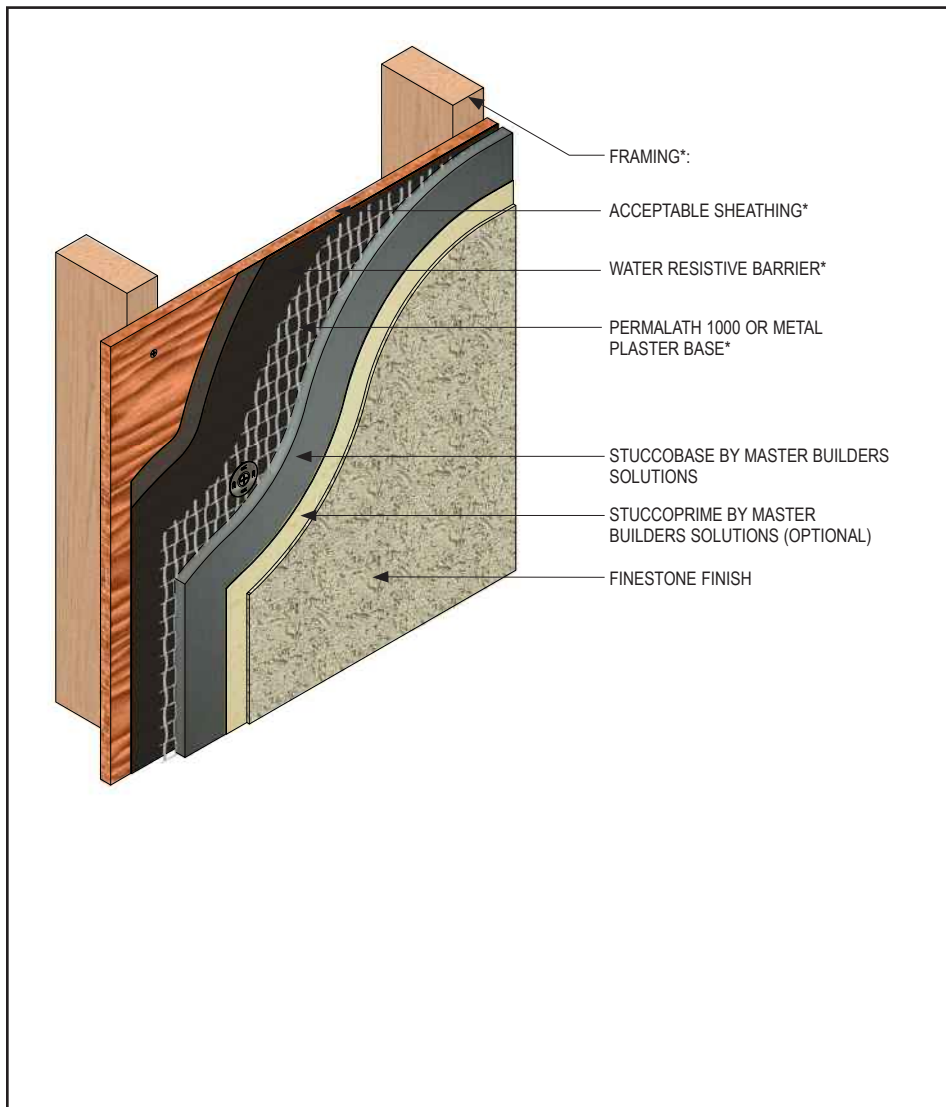 FRAMING*:
ACCEPTABLE SHEATHING*
WATER RESISTIVE BARRIER*
PERMALATH 1000 OR METAL
PLASTER BASE*
STUCCOBASE BY MASTER BUILDERS
SOLUTIONS
STUCCOPRIME BY MASTER
BUILDERS SOLUTIONS (OPTIONAL)
FINESTONE FINISH